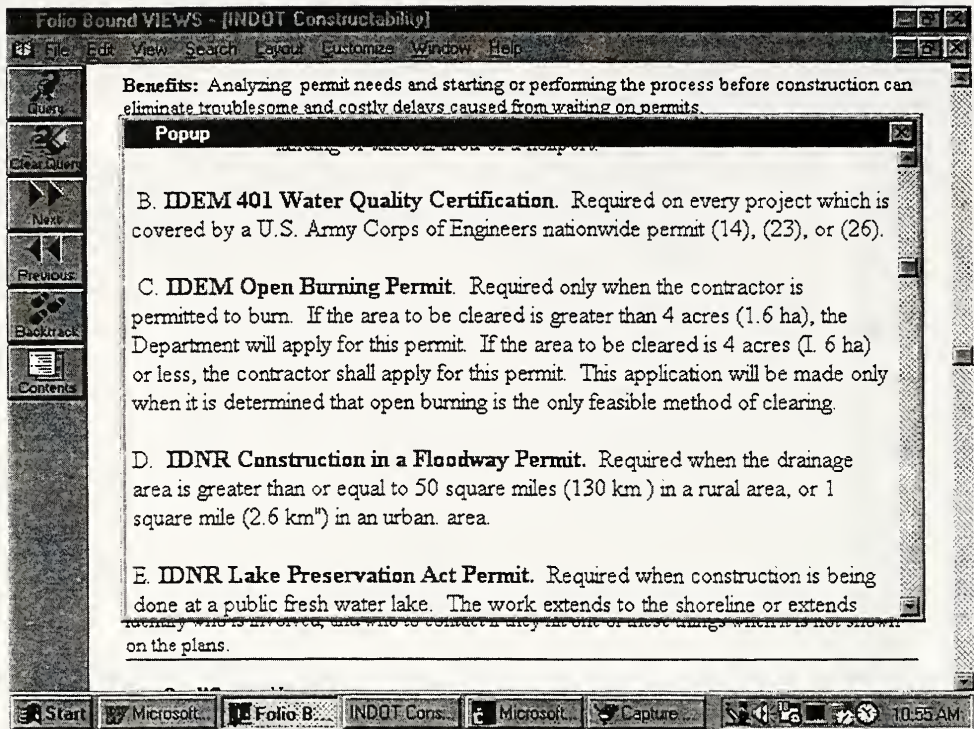 Folio Bound VIEWS - [INDOT Constructability]
File Edit View Search Layout Customize Window Help
Query
Clear Query
Next
Previous
Backtrack
Contents
Benefits: Analyzing permit needs and starting or performing the process before construction can
eliminate troublesome and costly delays caused from waiting on permits.
Popup
B. IDEM 401 Water Quality Certification. Required on every project which is
covered by a U.S. Army Corps of Engineers nationwide permit (14), (23), or (26).
C. IDEM Open Burning Permit. Required only when the contractor is
permitted to burn. If the area to be cleared is greater than 4 acres (1.6 ha), the
Department will apply for this permit. If the area to be cleared is 4 acres (I. 6 ha)
or less, the contractor shall apply for this permit. This application will be made only
when it is determined that open burning is the only feasible method of clearing.
D. IDNR Construction in a Floodway Permit. Required when the drainage
area is greater than or equal to 50 square miles (130 km ) in a rural area, or 1
square mile (2.6 km") in an urban. area.
E. IDNR Lake Preservation Act Permit. Required when construction is being
done at a public fresh water lake. The work extends to the shoreline or extends
on the plans.
Start Microsoft... Folio B... INDOT Cons... Microsoft... Capture ... 10:55 AM